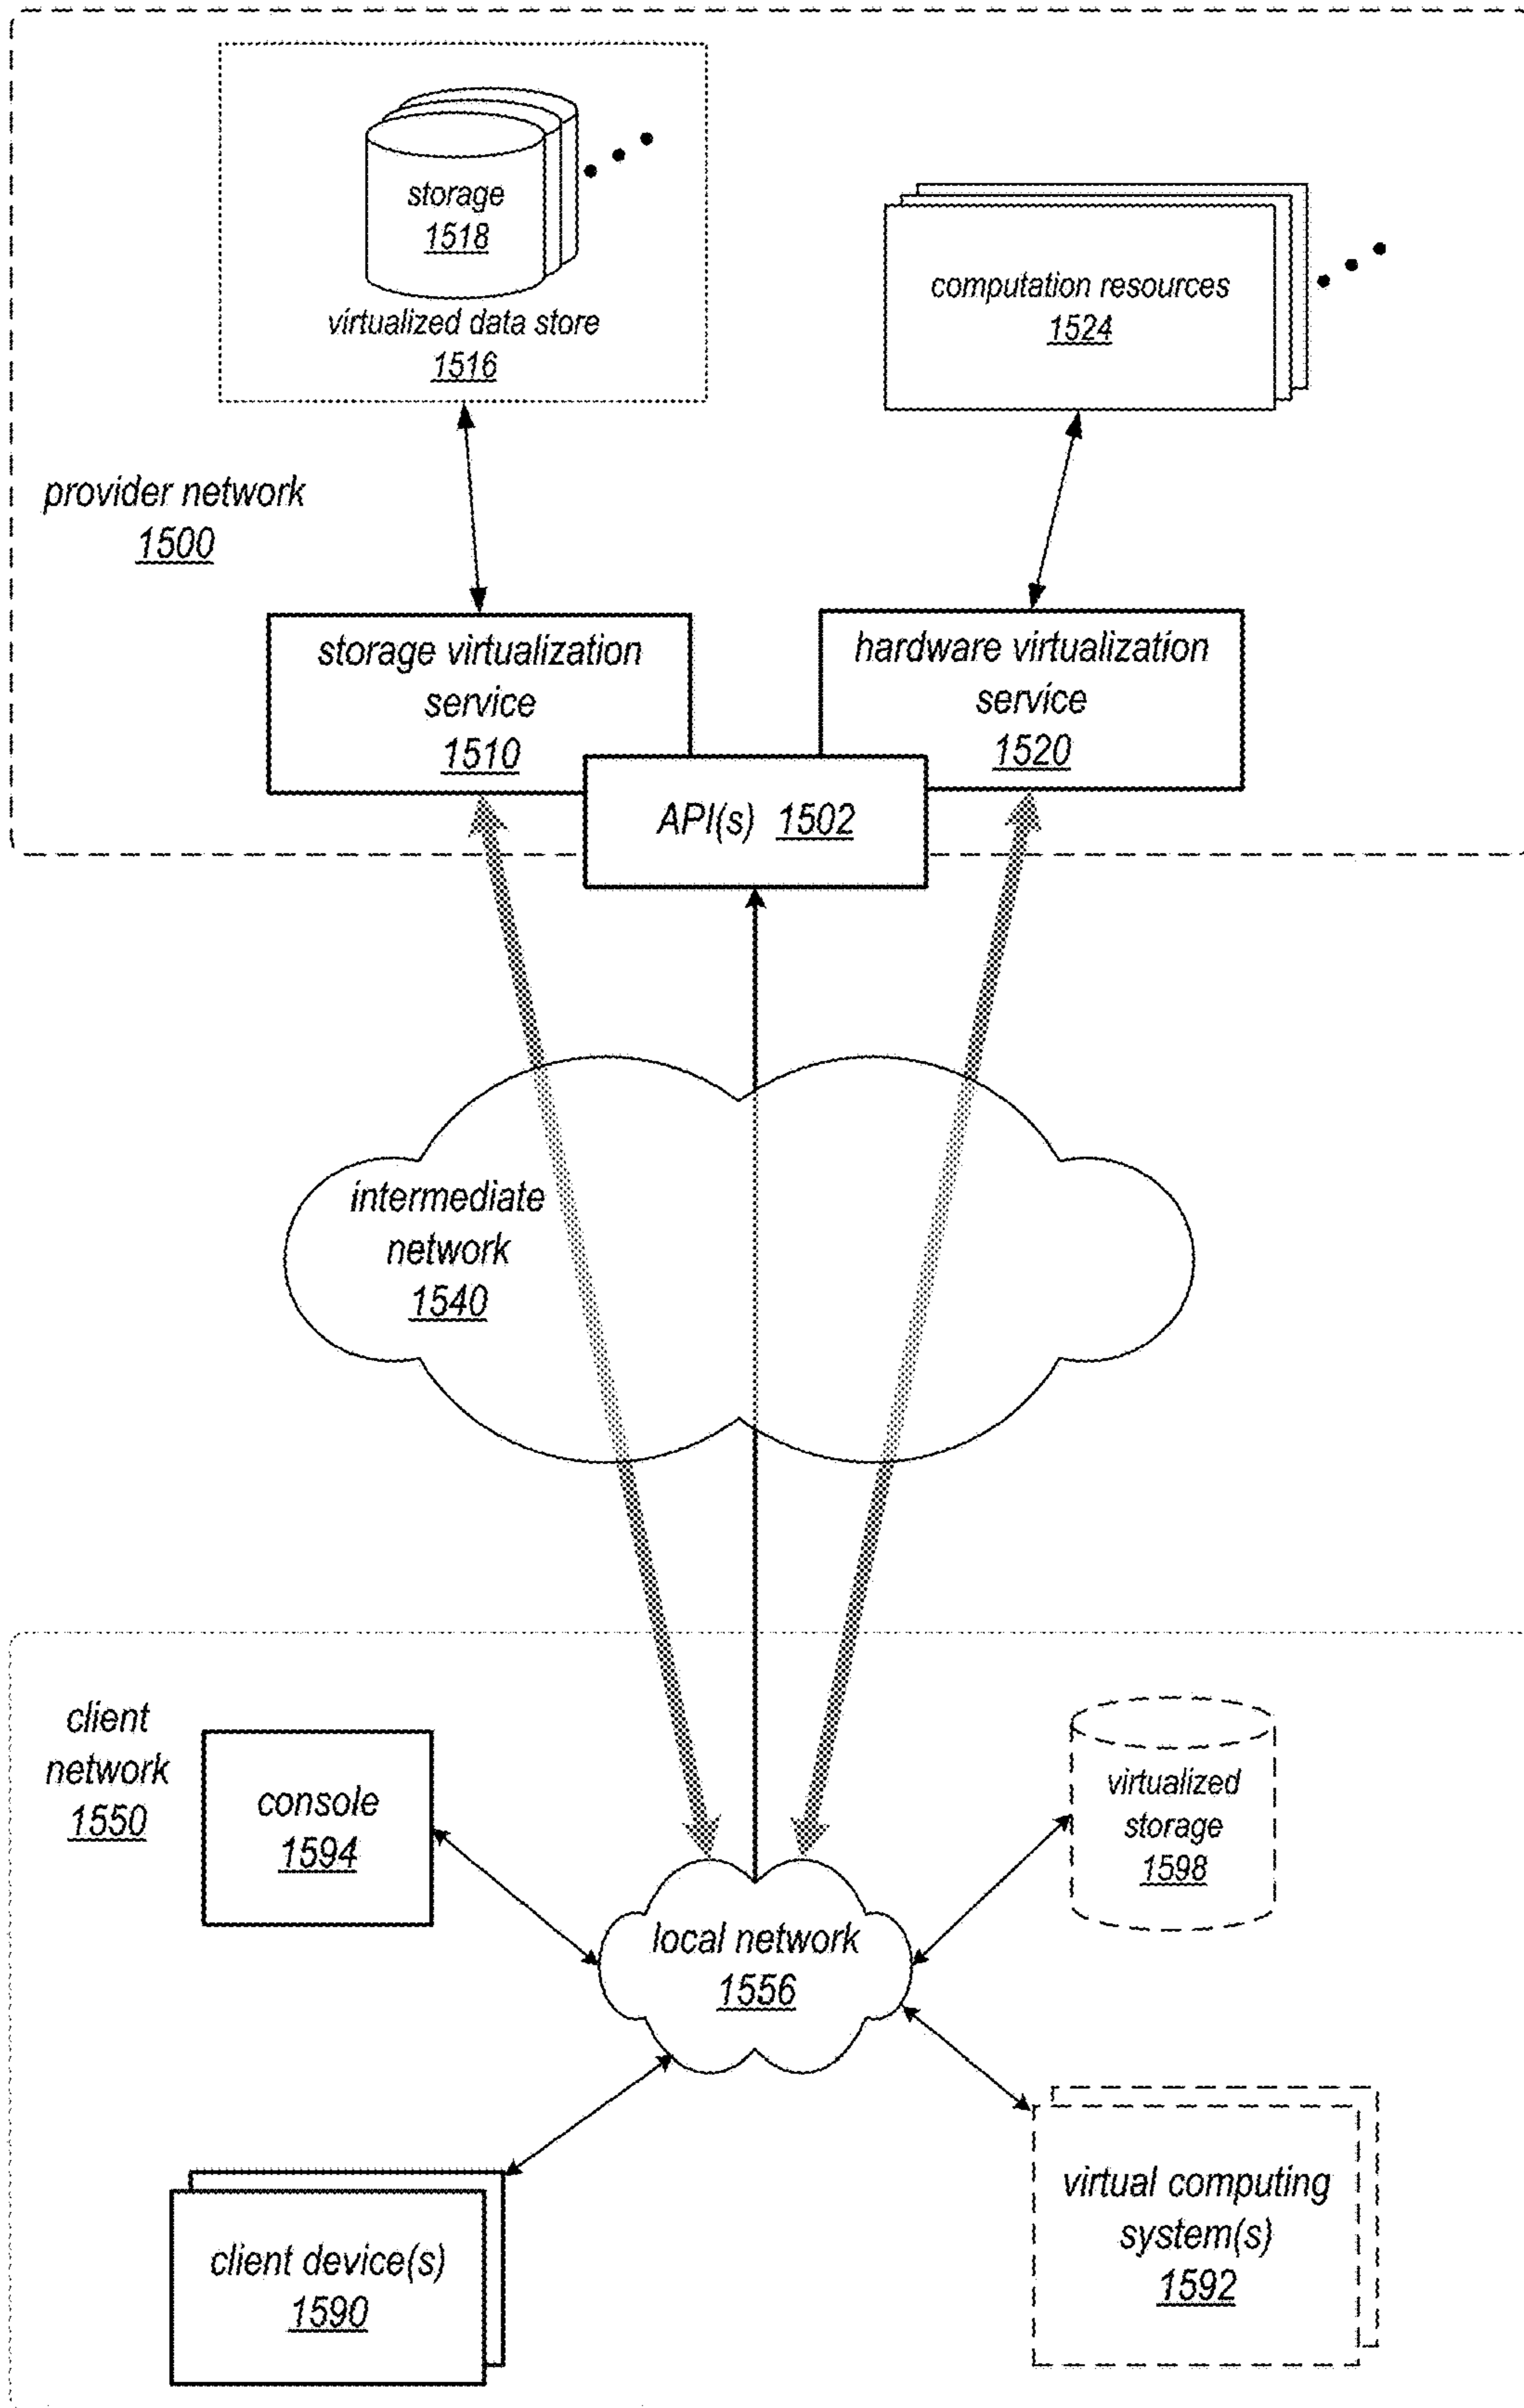 storage
1518
virtualized data store
1516
computation resources
1524
provider network
1500
storage virtualization
service
1510
hardware virtualization
service
1520
API(s) 1502
intermediate
network
1540
client
network
1550
console
1594
virtualized
storage
1598
local network
1556
client device(s)
1590
virtual computing
system(s)
1592